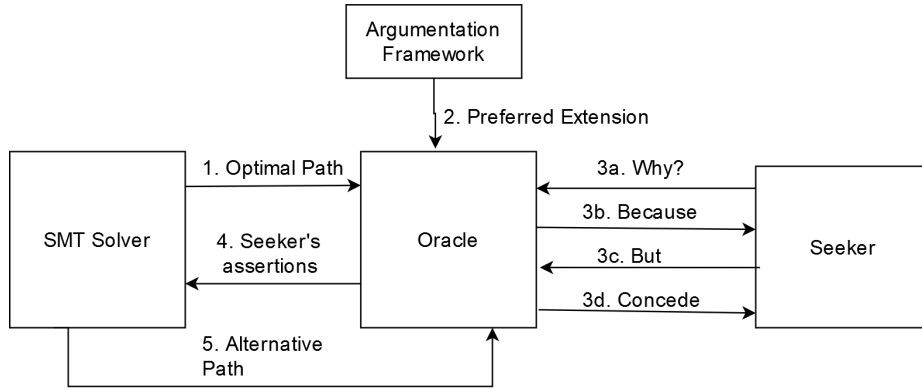 Argumentation
Framework
2. Preferred Extension
1. Optimal Path
3a. Why?
3b. Because
SMT Solver
Oracle
Seeker
4. Seeker's
assertions
3c. But
3d. Concede
5. Alternative
Path